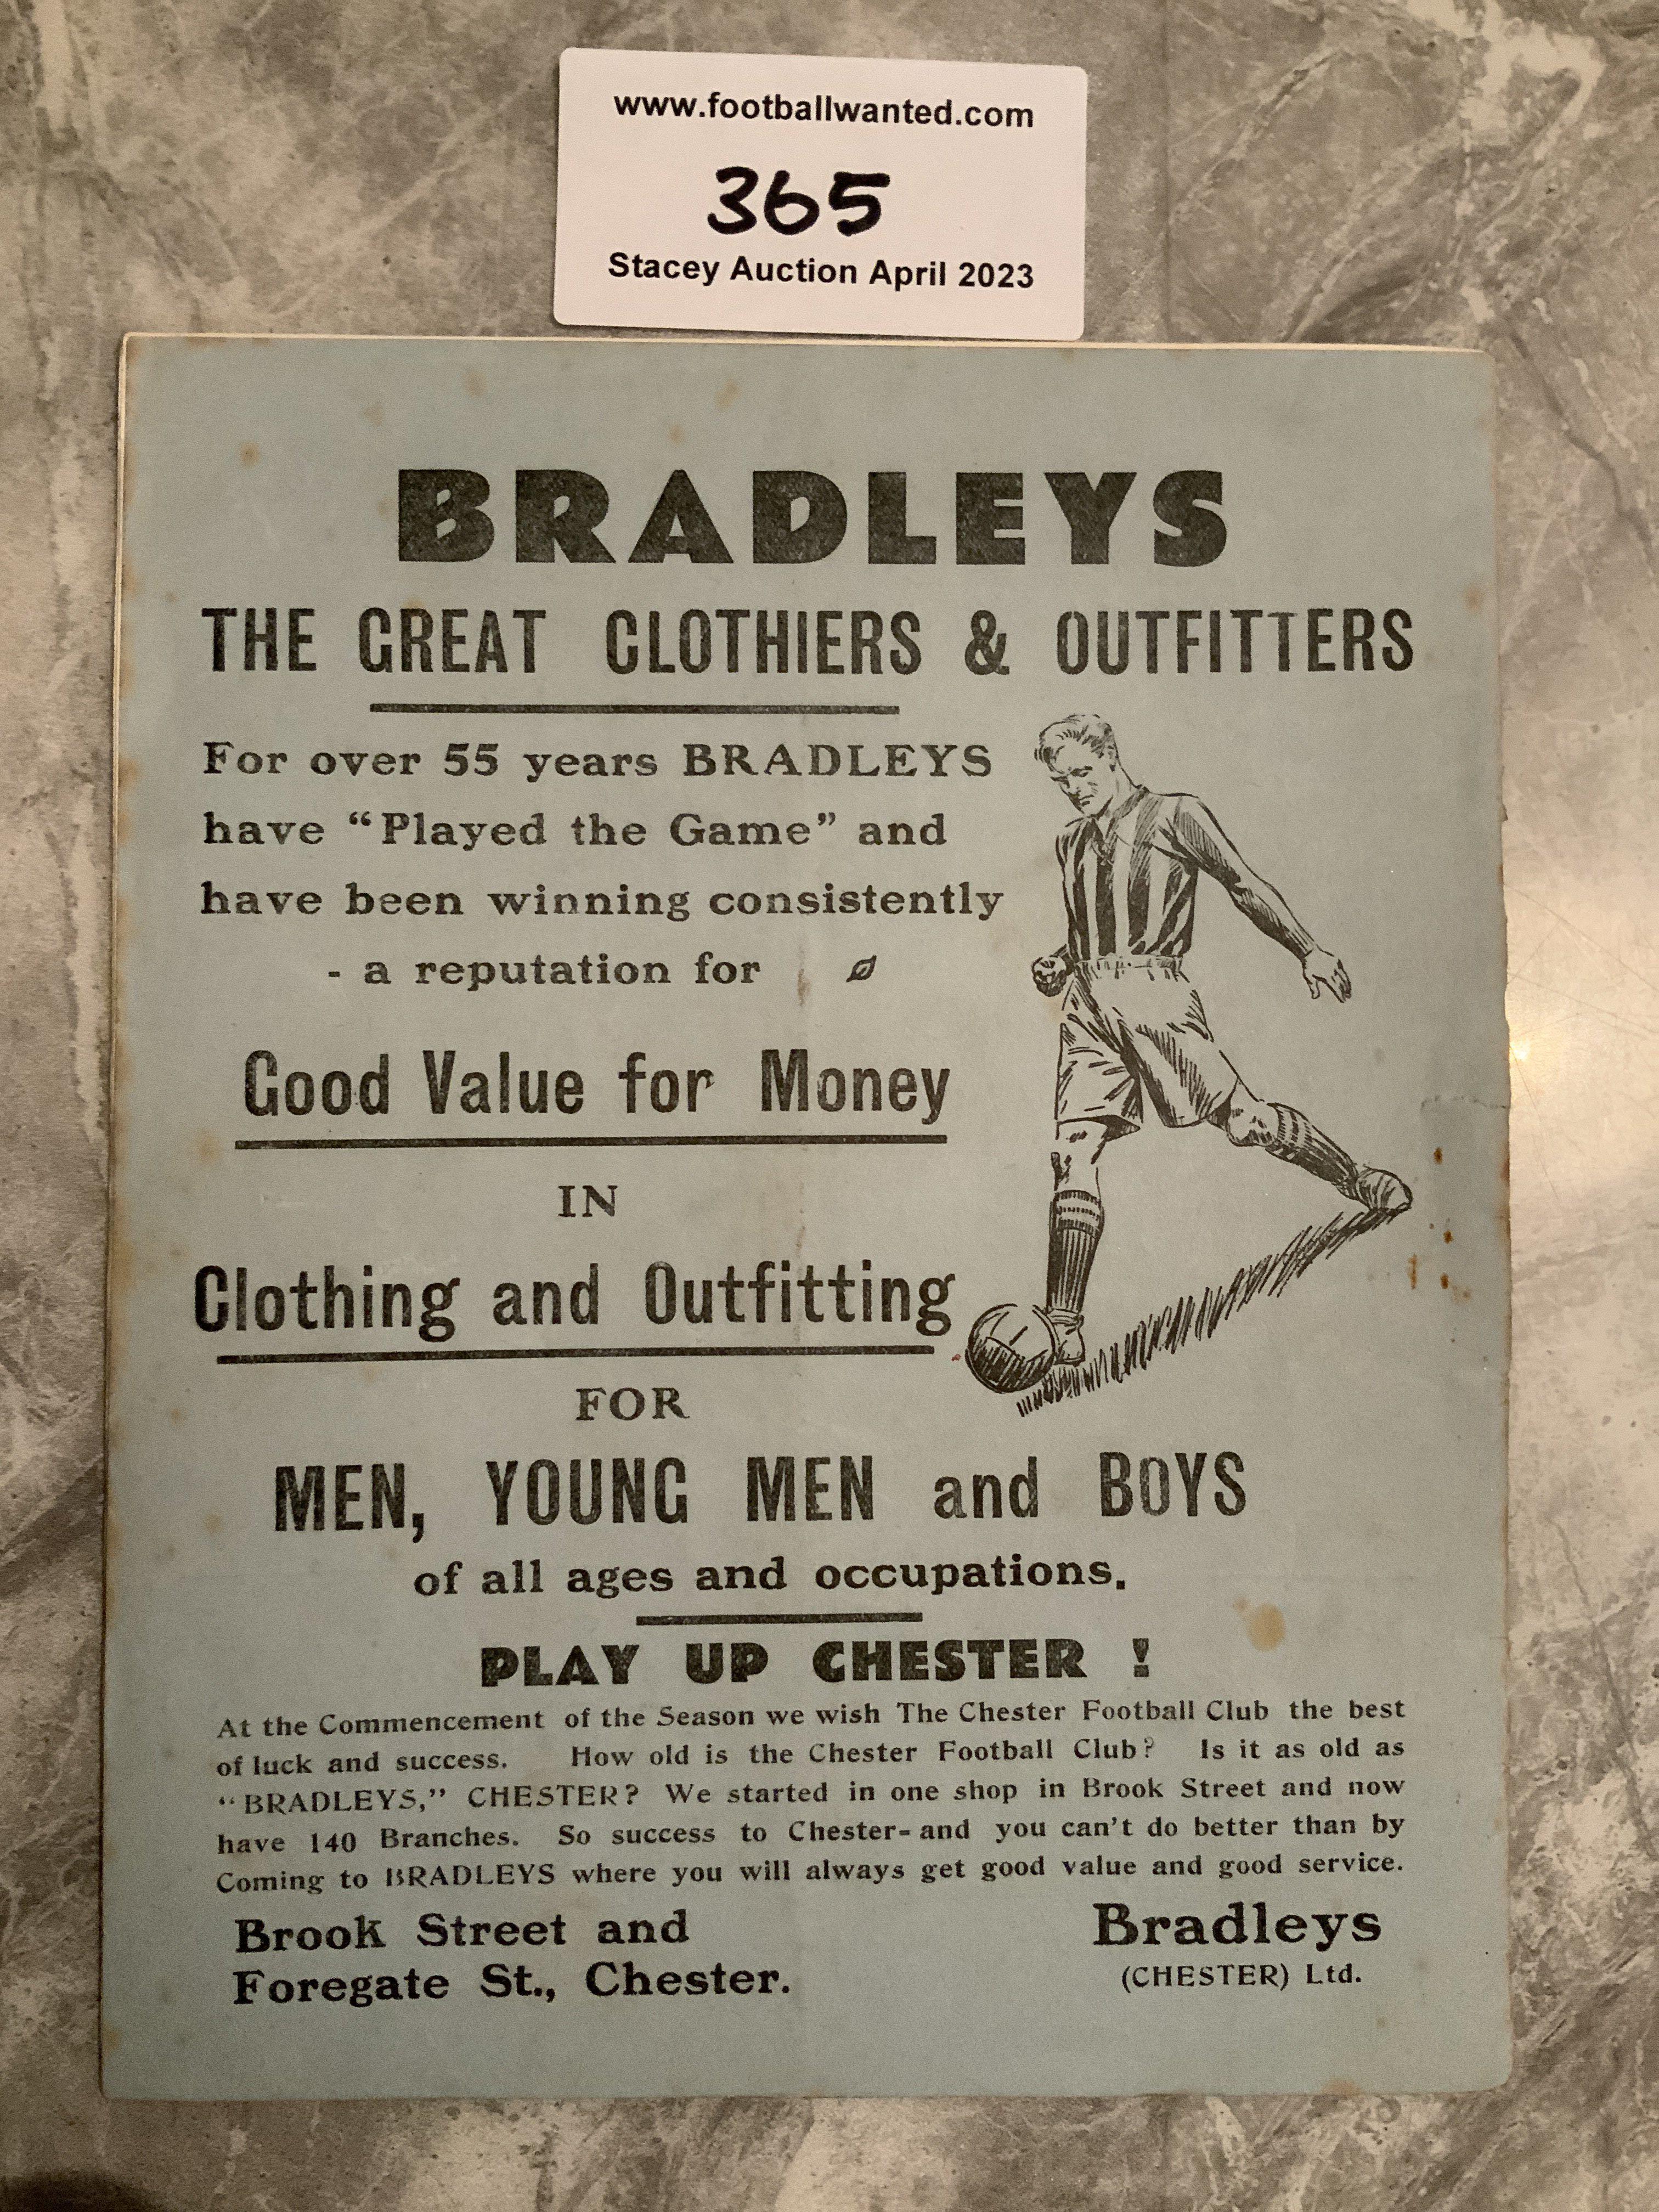 www.footballwanted.com
365
Stacey Auction April 2023
BRADLEYS
THE GREAT CLOTHIERS & OUTFITTERS
For over 55 years BRADLEYS
have "Played the Game" and
have been winning consistently
- a reputation for
Good Value for Money
IN
Clothing and Outfitting
FOR
MEN, YOUNG MEN and BOYS
of all ages and occupations.
PLAY UP CHESTER !
At the Commencement of the Season we wish The Chester Football Club the best
of luck and success. How old is the Chester Football Club? Is it as old as
"BRADLEYS," CHESTER? We started in one shop in Brook Street and now
have 140 Branches. So success to Chester-and you can't do better than by
Coming to BRADLEYS where you will always get good value and good service.
Brook Street and
Foregate St., Chester.
Bradleys
(CHESTER) Ltd.